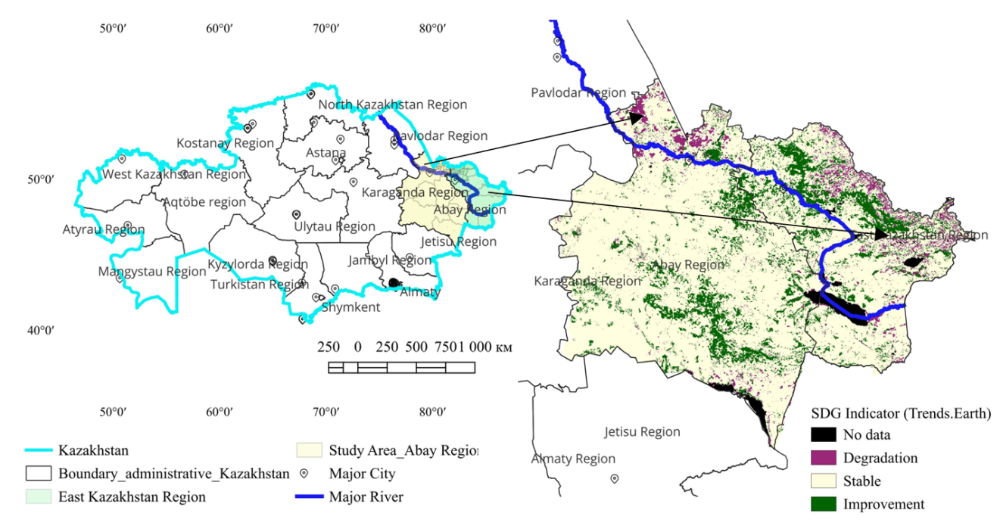 50°0′ 60°0′ 70°0′ 80°0′
Pavlodar Region
North Kazakhstan Region
Pavlodar Region
Kostanay Region
Astana
West Kazakhstan Region
50°0′
Karaganda Region
Aqtöbe region
Abay Region
Ulytau Region
Atyrau Region
Jetisu Region
East Kazakhstan Region
Jambyl Region
Kyzylorda Region
Mangystau Region
Abay Region
Karaganda Region
Turkistan Region
Almaty
Shymkent
40°0′
250 0 250 500 750 1 000 км
50°0′ 60°0′ 70°0′ 80°0′
Jetisu Region
Almaty Region
Kazakhstan
Boundary_administrative_Kazakhstan
East Kazakhstan Region
Study Area_Abay Region
Major City
Major River
SDG Indicator (Trends.Earth)
No data
Degradation
Stable
Improvement